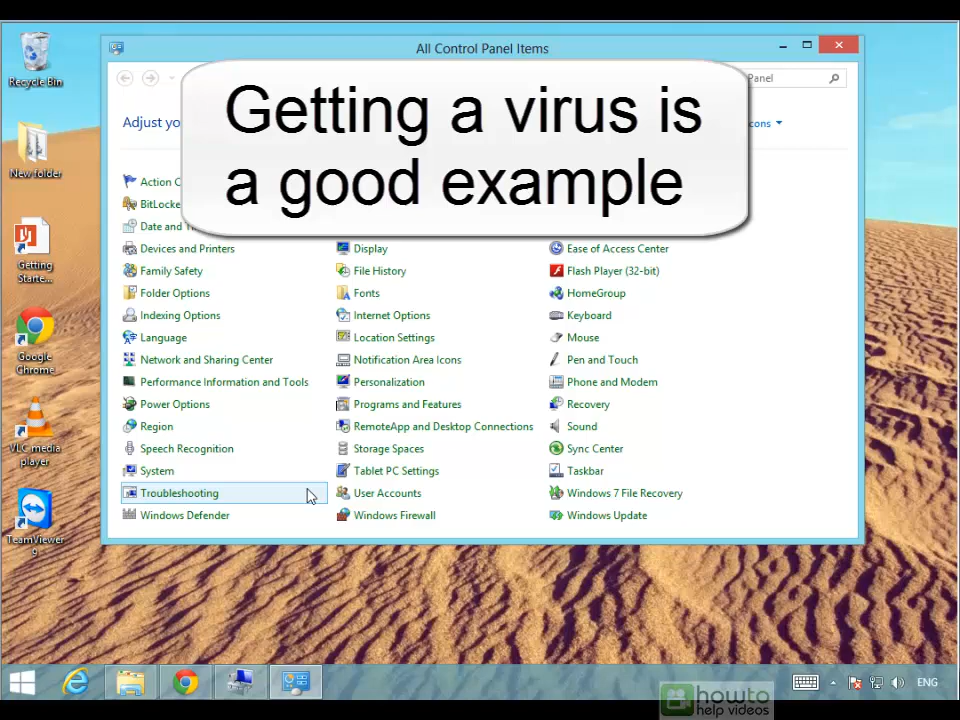 Recycle Bin
New folder
Getting
Starte...
Google
Chrome
VLC media
player
TeamViewer
9
All Control Panel Items
Panel
Getting a virus is
a good example
Adjust yo
cons
Action C
BitLocke
Date and T
Devices and Printers
Display
Ease of Access Center
Family Safety
File History
Flash Player (32-bit)
Folder Options
Fonts
HomeGroup
Indexing Options
Internet Options
Keyboard
Language
Location Settings
Mouse
Network and Sharing Center
Notification Area Icons
Pen and Touch
Performance Information and Tools
Personalization
Phone and Modem
Power Options
Programs and Features
Recovery
Region
RemoteApp and Desktop Connections
Sound
Speech Recognition
Storage Spaces
Sync Center
System
Tablet PC Settings
Taskbar
Troubleshooting
User Accounts
Windows 7 File Recovery
Windows Defender
Windows Firewall
Windows Update
howto
help videos
ENG